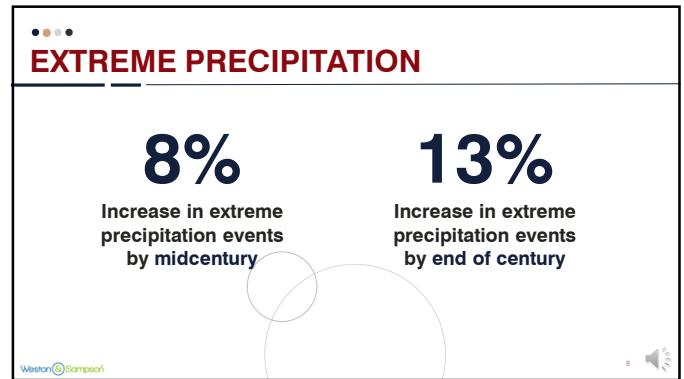 EXTREME PRECIPITATION
8%
Increase in extreme
precipitation events
by midcentury
13%
Increase in extreme
precipitation events
by end of century
Weston & Sampson
8